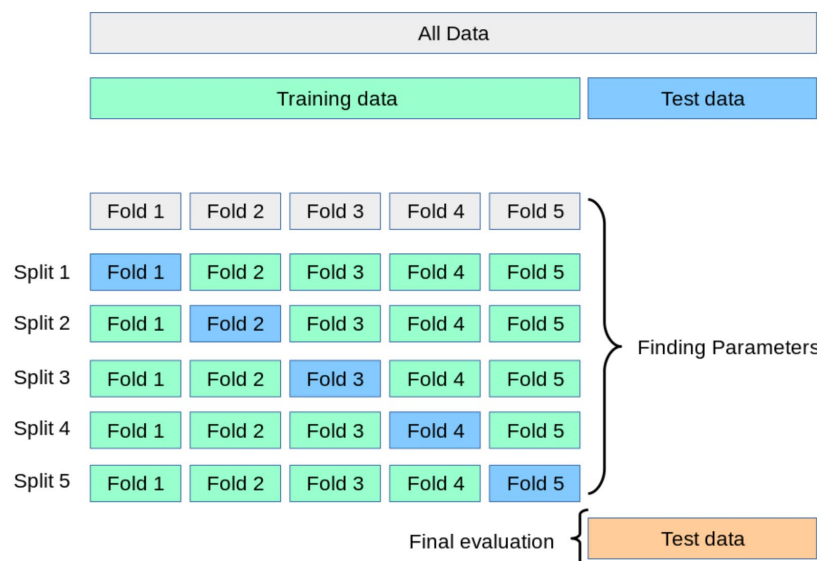 All Data
Training data Test data
Fold 1 Fold 2 Fold 3 Fold 4 Fold 5
Split 1 Fold 1 Fold 2 Fold 3 Fold 4 Fold 5
Split 2 Fold 1 Fold 2 Fold 3 Fold 4 Fold 5
Finding Parameters
Split 3 Fold 1 Fold 2 Fold 3 Fold 4 Fold 5
Split 4 Fold 1 Fold 2 Fold 3 Fold 4 Fold 5
Split 5 Fold 1 Fold 2 Fold 3 Fold 4 Fold 5
Final evaluation Test data